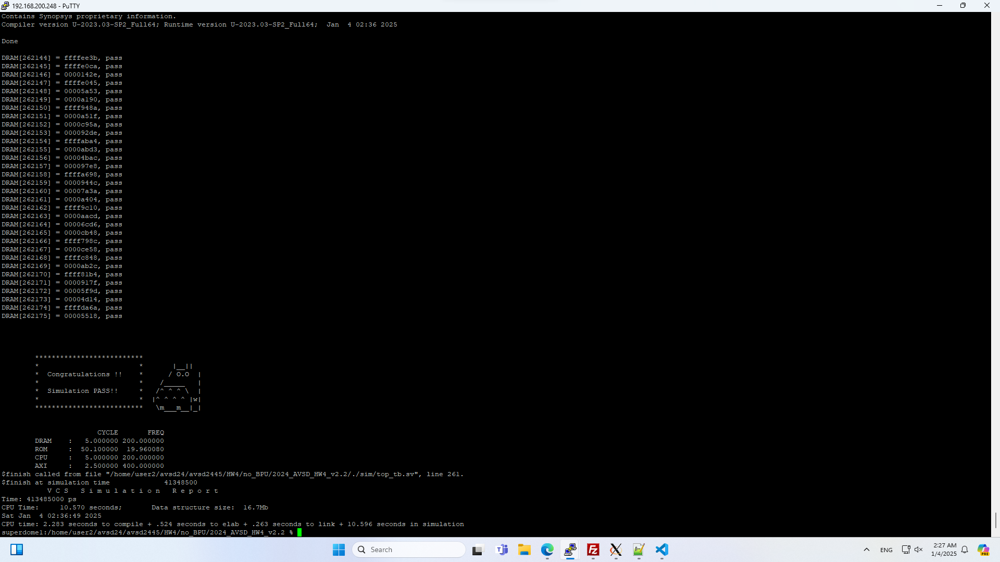 192.168.200.248 - PuTTY
Contains Synopsys proprietary information.
Compiler version U-2023.03-SP2_Full64; Runtime version U-2023.03-SP2_Full64;  Jan  4 02:36 2025
Done
DRAM[262144] = ffffee3b, pass
DRAM[262145] = ffffe0ca, pass
DRAM[262146] = 0000142e, pass
DRAM[262147] = ffffe045, pass
DRAM[262148] = 00005a53, pass
DRAM[262149] = 0000a190, pass
DRAM[262150] = ffff948a, pass
DRAM[262151] = 0000a51f, pass
DRAM[262152] = 0000c95a, pass
DRAM[262153] = 000092de, pass
DRAM[262154] = ffffaba4, pass
DRAM[262155] = 0000abd3, pass
DRAM[262156] = 00004bac, pass
DRAM[262157] = 000097e8, pass
DRAM[262158] = ffffa698, pass
DRAM[262159] = 0000944c, pass
DRAM[262160] = 00007a3a, pass
DRAM[262161] = 0000a404, pass
DRAM[262162] = ffff9c10, pass
DRAM[262163] = 0000aacd, pass
DRAM[262164] = 00006cd6, pass
DRAM[262165] = 0000cb48, pass
DRAM[262166] = ffff798c, pass
DRAM[262167] = 0000ce58, pass
DRAM[262168] = ffffc848, pass
DRAM[262169] = 0000ab2c, pass
DRAM[262170] = ffff81b4, pass
DRAM[262171] = 0000917f, pass
DRAM[262172] = 00005f9d, pass
DRAM[262173] = 00004d14, pass
DRAM[262174] = ffffda6a, pass
DRAM[262175] = 00005518, pass
**************************
*                        *       |__||
*  Congratulations !!    *      / O.O  |
*                        *    /_____   |
*  Simulation PASS!!     *   /^ ^ ^ \  |
*                        *  |^ ^ ^ ^ |w|
**************************   \m___m__|_|
CYCLE       FREQ
DRAM    :   5.000000 200.000000
ROM     :  50.100000  19.960080
CPU     :   5.000000 200.000000
AXI     :   2.500000 400.000000
$finish called from file "/home/user2/avsd24/avsd2445/HW4/no_BPU/2024_AVSD_HW4_v2.2/./sim/top_tb.sv", line 261.
$finish at simulation time             41348500
V C S   S i m u l a t i o n   R e p o r t
Time: 413485000 ps
CPU Time:     10.570 seconds;       Data structure size:  16.7Mb
Sat Jan  4 02:36:49 2025
CPU time: 2.283 seconds to compile + .524 seconds to elab + .263 seconds to link + 10.596 seconds in simulation
superdome1:/home/user2/avsd24/avsd2445/HW4/no_BPU/2024_AVSD_HW4_v2.2 %
Search
ENG
2:27 AM
1/4/2025
PRE